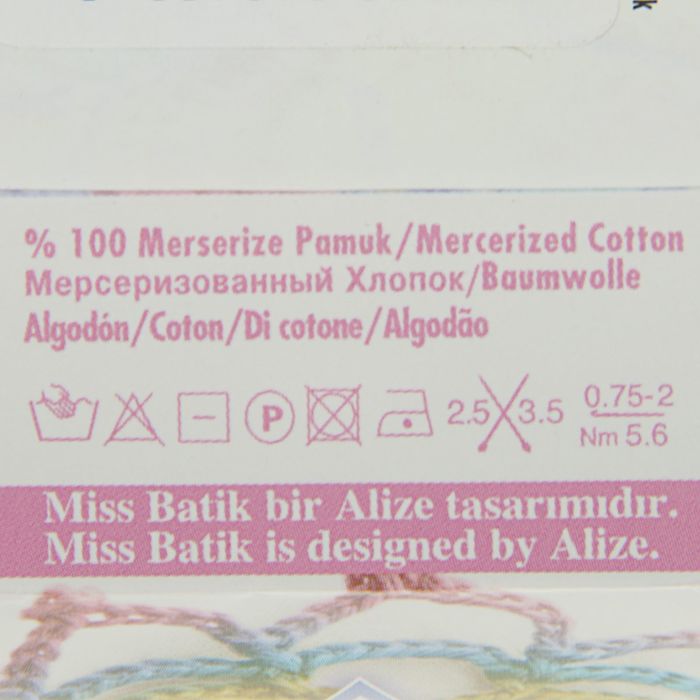 % 100 Merserize Pamuk/Mercerized Cotton
Мерсеризованный Хлопок/Baumwolle
Algodón/Coton/Di cotone/Algodão
P 2.5 3.5 0.75-2
Nm 5.6
Miss Batik bir Alize tasarımıdır.
Miss Batik is designed by Alize.